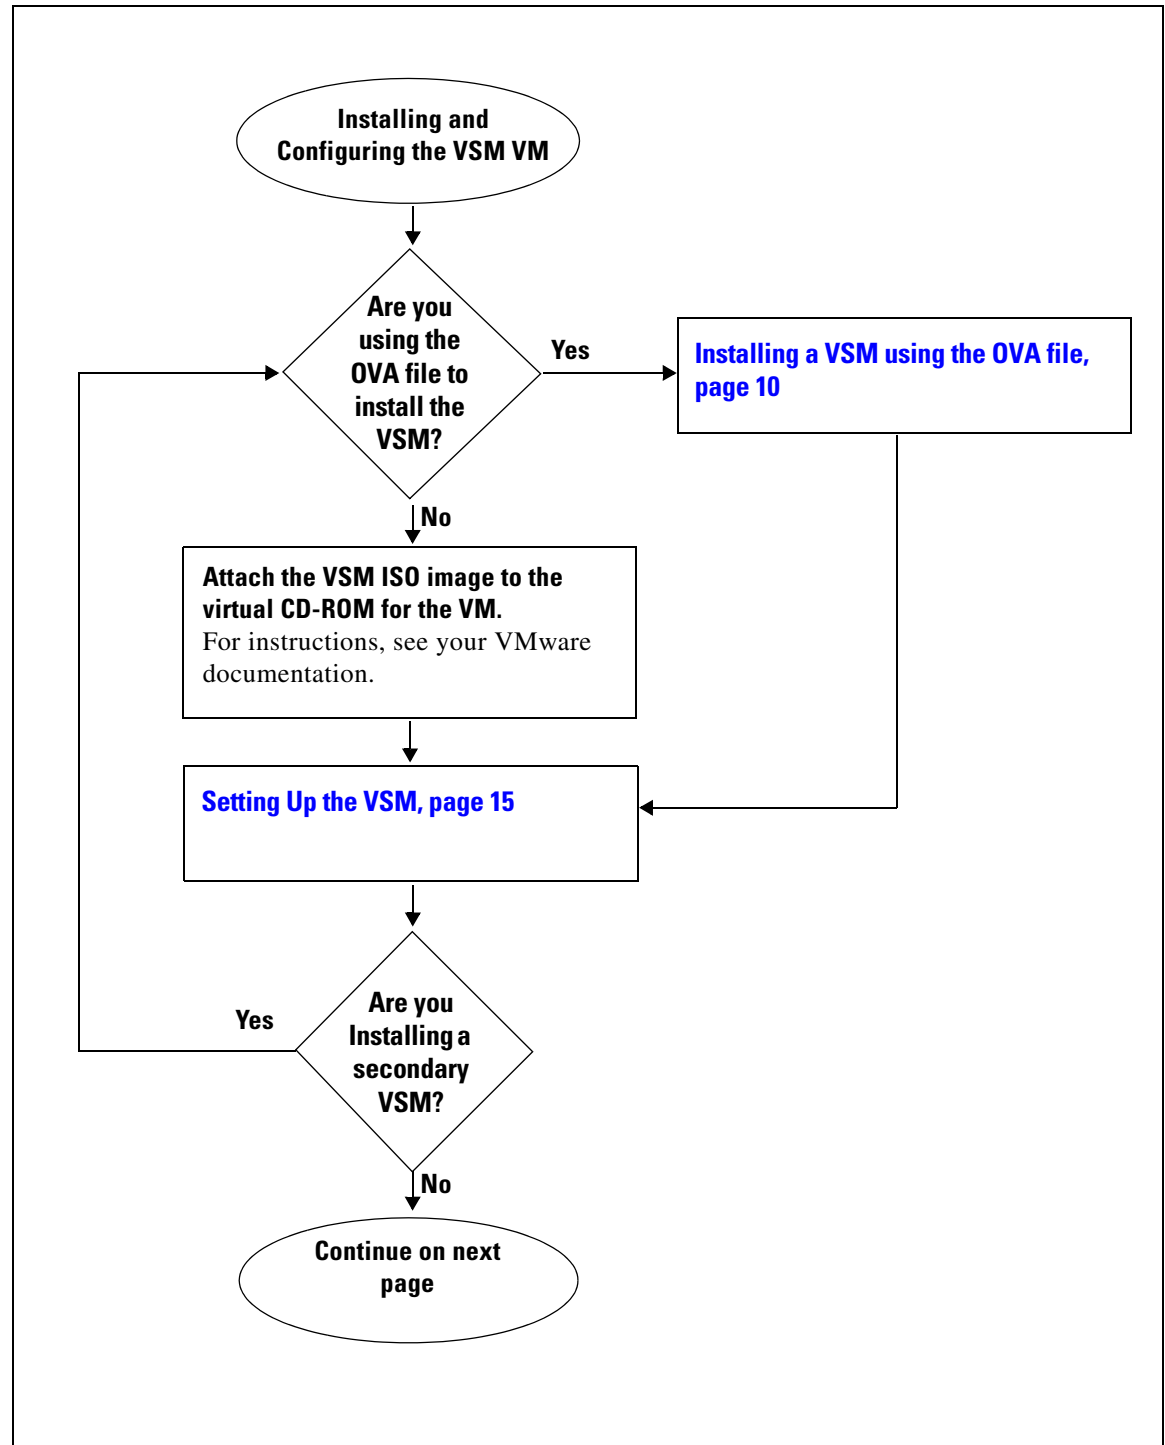 Installing and
Configuring the VSM VM
Are you
using the
OVA file to
install the
VSM?
Yes
Installing a VSM using the OVA file,
page 10
No
Attach the VSM ISO image to the
virtual CD-ROM for the VM.
For instructions, see your VMware
documentation.
Setting Up the VSM, page 15
Are you
Installing a
secondary
VSM?
Yes
No
Continue on next
page